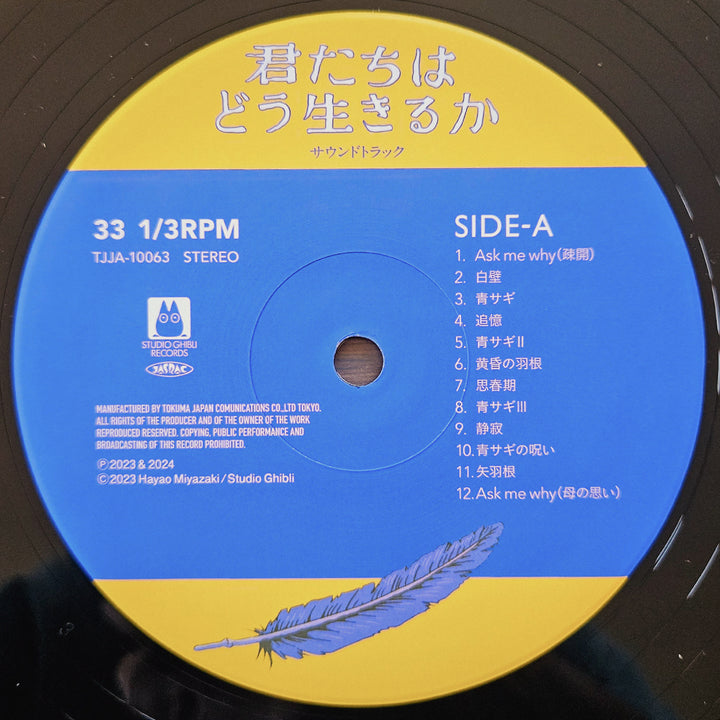 君たちは
どう生きるか
サウンドトラック
33 1/3RPM
TJJA-10063 STEREO
STUDIO GHIBLI
RECORDS
JASRAC
MANUFACTURED BY TOKUMA JAPAN COMUNICATIONS CO.,LTD TOKYO.
ALL RIGHTS OF THE PRODUCER AND OF THE OWNER OF THE WORK
REPRODUCED RESERVED. COPYING, PUBLIC PERFORMANCE AND
BROADCASTING OF THIS RECORD PROHIBITED.
Ⓟ2023 & 2024
©2023 Hayao Miyazaki / Studio Ghibli
SIDE-A
1. Ask me why(疎開)
2. 白壁
3. 青サギ
4. 追憶
5. 青サギⅡ
6. 黄昏の羽根
7. 思春期
8. 青サギⅢ
9. 静寂
10.青サギの呪い
11. 矢羽根
12.Ask me why(母の思い)